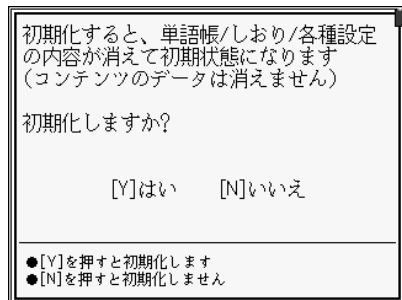 初期化すると、単語帳/しおり/各種設定
の内容が消えて初期状態になります
(コンテンツのデータは消えません)
初期化しますか?
[Y]はい [N]いいえ
●[Y]を押すと初期化します
●[N]を押すと初期化しません